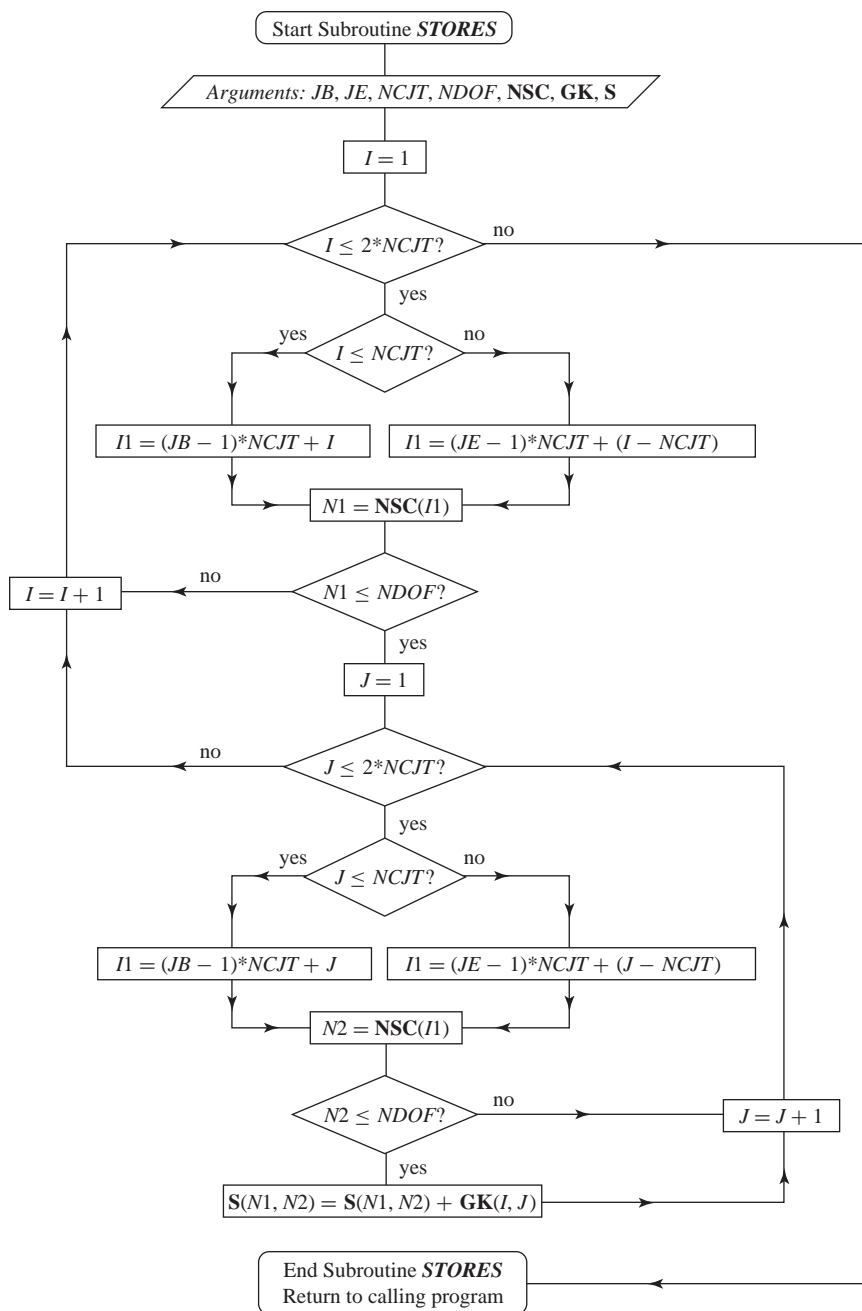 Start Subroutine STORES
Arguments: JB, JE, NCJT, NDOF, NSC, GK, S
I = 1
I ≤ 2*NCJT?
no
yes
I ≤ NCJT?
yes
no
I1 = (JB − 1)*NCJT + I
I1 = (JE − 1)*NCJT + (I − NCJT)
N1 = NSC(I1)
N1 ≤ NDOF?
no
I = I + 1
yes
J = 1
J ≤ 2*NCJT?
no
yes
J ≤ NCJT?
yes
no
I1 = (JB − 1)*NCJT + J
I1 = (JE − 1)*NCJT + (J − NCJT)
N2 = NSC(I1)
N2 ≤ NDOF?
no
J = J + 1
yes
S(N1, N2) = S(N1, N2) + GK(I, J)
End Subroutine STORES
Return to calling program